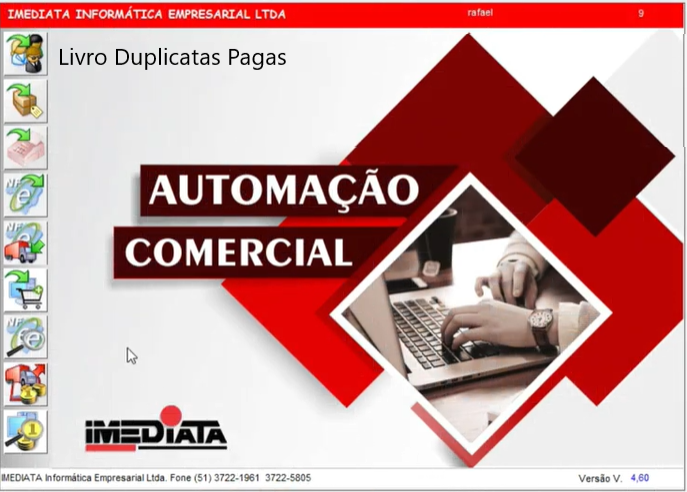 IMEDIATA INFORMÁTICA EMPRESARIAL LTDA rafael 9
Livro Duplicatas Pagas
AUTOMAÇÃO
COMERCIAL
IMEDIATA
IMEDIATA Informática Empresarial Ltda. Fone (51) 3722-1961 3722-5805 Versão V. 4,60